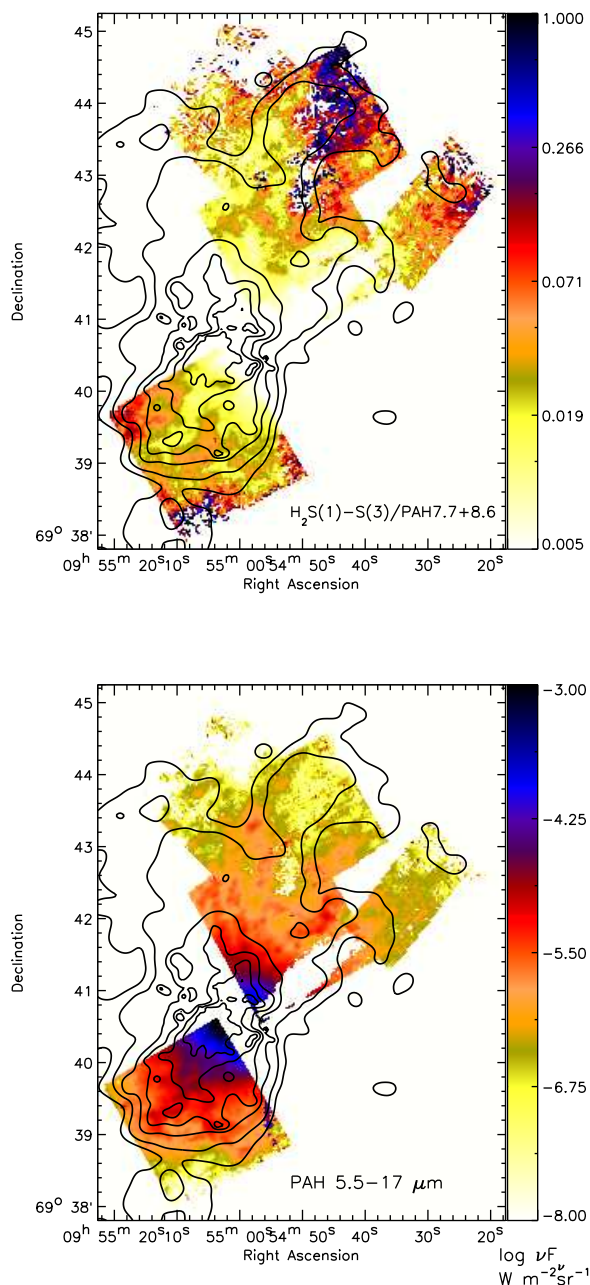 45
44
43
42
41
40
39
69° 38'
Declination
1.000
0.266
0.071
0.019
0.005
H₂S(1)−S(3)/PAH7.7+8.6
09ʰ 55ᵐ 20ˢ 10ˢ 55ᵐ 00ˢ 54ᵐ 50ˢ 40ˢ 30ˢ 20ˢ
Right Ascension
45
44
43
42
41
40
39
69° 38'
Declination
−3.00
−4.25
−5.50
−6.75
−8.00
PAH 5.5−17 μm
09ʰ 55ᵐ 20ˢ 10ˢ 55ᵐ 00ˢ 54ᵐ 50ˢ 40ˢ 30ˢ 20ˢ
Right Ascension
log νFᵥ
W m⁻² sr⁻¹